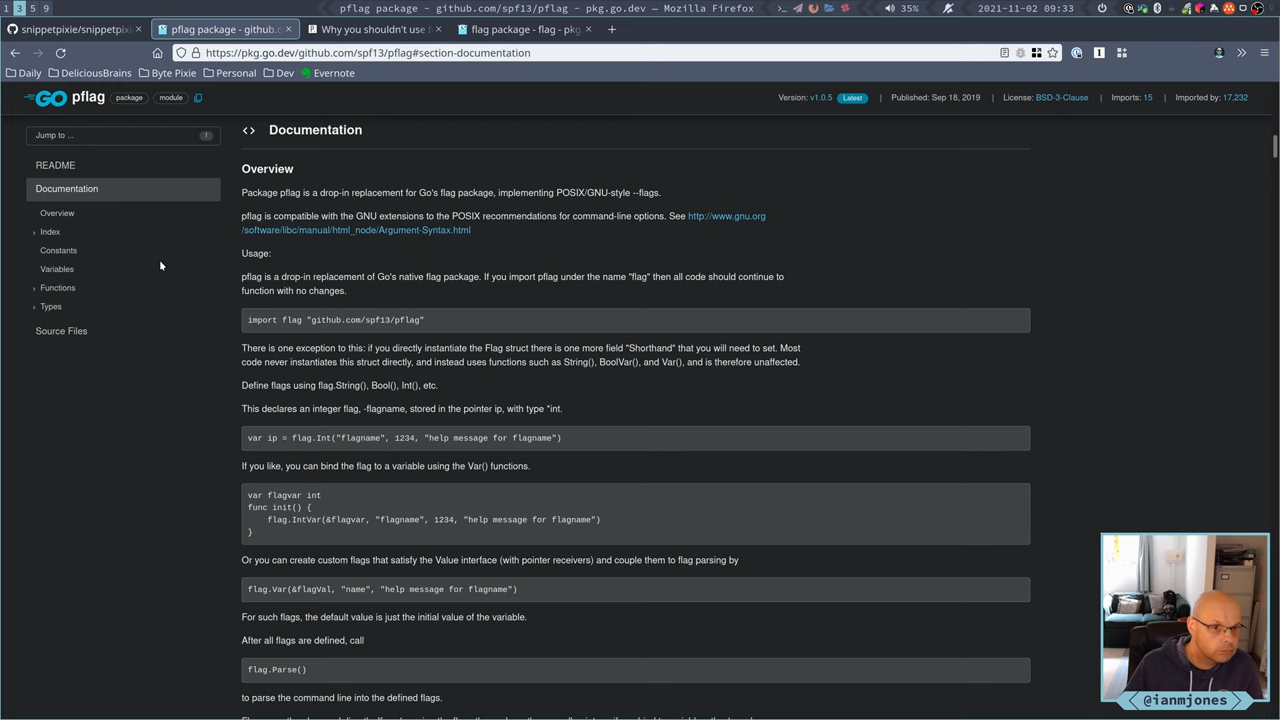 1 3 5 9
pflag package - github.com/spf13/pflag - pkg.go.dev — Mozilla Firefox
35%
2021-11-02 09:33
snippetpixie/snippetpixi
pflag package - github.c
Why you shouldn't use f
flag package - flag - pkg
https://pkg.go.dev/github.com/spf13/pflag#section-documentation
Daily
DeliciousBrains
Byte Pixie
Personal
Dev
Evernote
GO pflag package module
Version: v1.0.5 Latest | Published: Sep 18, 2019 | License: BSD-3-Clause | Imports: 15 | Imported by: 17,232
Jump to ...
README
Documentation
Overview
Index
Constants
Variables
Functions
Types
Source Files
<> Documentation
Overview
Package pflag is a drop-in replacement for Go's flag package, implementing POSIX/GNU-style --flags.
pflag is compatible with the GNU extensions to the POSIX recommendations for command-line options. See http://www.gnu.org
/software/libc/manual/html_node/Argument-Syntax.html
Usage:
pflag is a drop-in replacement of Go's native flag package. If you import pflag under the name "flag" then all code should continue to
function with no changes.
import flag "github.com/spf13/pflag"
There is one exception to this: if you directly instantiate the Flag struct there is one more field "Shorthand" that you will need to set. Most
code never instantiates this struct directly, and instead uses functions such as String(), BoolVar(), and Var(), and is therefore unaffected.
Define flags using flag.String(), Bool(), Int(), etc.
This declares an integer flag, -flagname, stored in the pointer ip, with type *int.
var ip = flag.Int("flagname", 1234, "help message for flagname")
If you like, you can bind the flag to a variable using the Var() functions.
var flagvar int
func init() {
flag.IntVar(&flagvar, "flagname", 1234, "help message for flagname")
}
Or you can create custom flags that satisfy the Value interface (with pointer receivers) and couple them to flag parsing by
flag.Var(&flagVal, "name", "help message for flagname")
For such flags, the default value is just the initial value of the variable.
After all flags are defined, call
flag.Parse()
to parse the command line into the defined flags.
@ianmjones